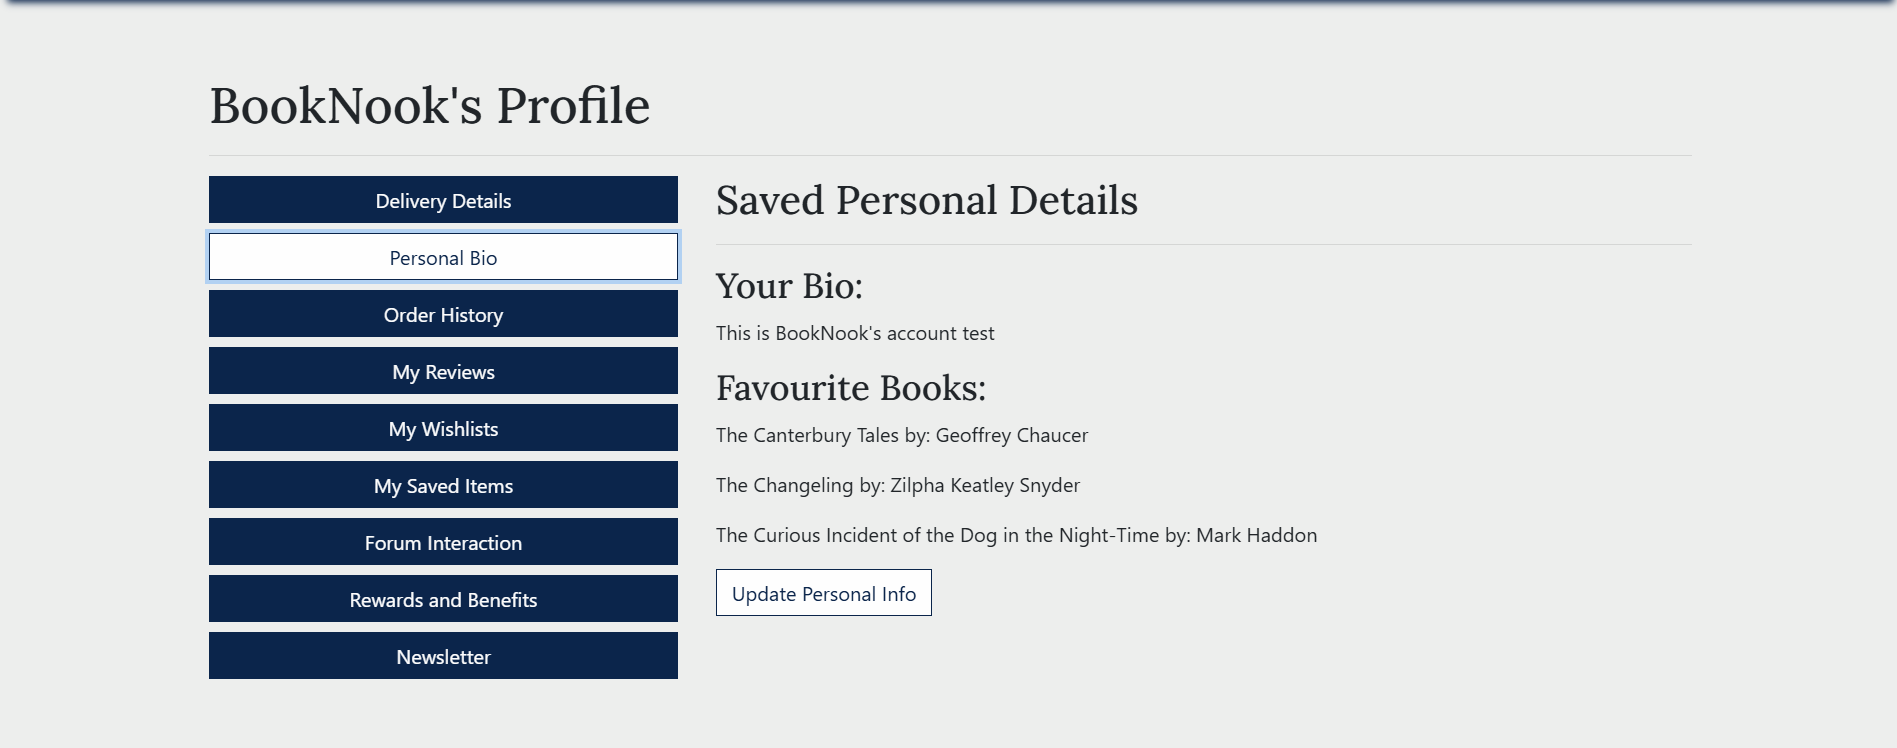 BookNook's Profile
Delivery Details
Personal Bio
Order History
My Reviews
My Wishlists
My Saved Items
Forum Interaction
Rewards and Benefits
Newsletter
Saved Personal Details
Your Bio:
This is BookNook's account test
Favourite Books:
The Canterbury Tales by: Geoffrey Chaucer
The Changeling by: Zilpha Keatley Snyder
The Curious Incident of the Dog in the Night-Time by: Mark Haddon
Update Personal Info